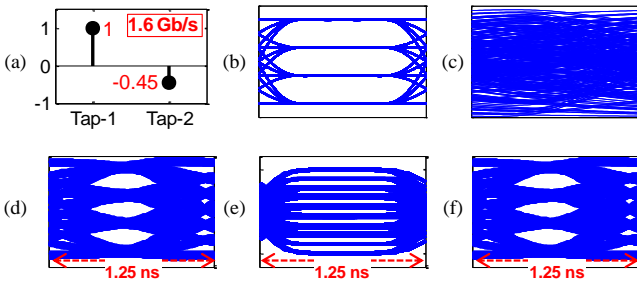 1.6 Gb/s
(a)
1
0
-1
1
-0.45
Tap-1 Tap-2
(b)
(c)
(d)
1.25 ns
(e)
1.25 ns
(f)
1.25 ns